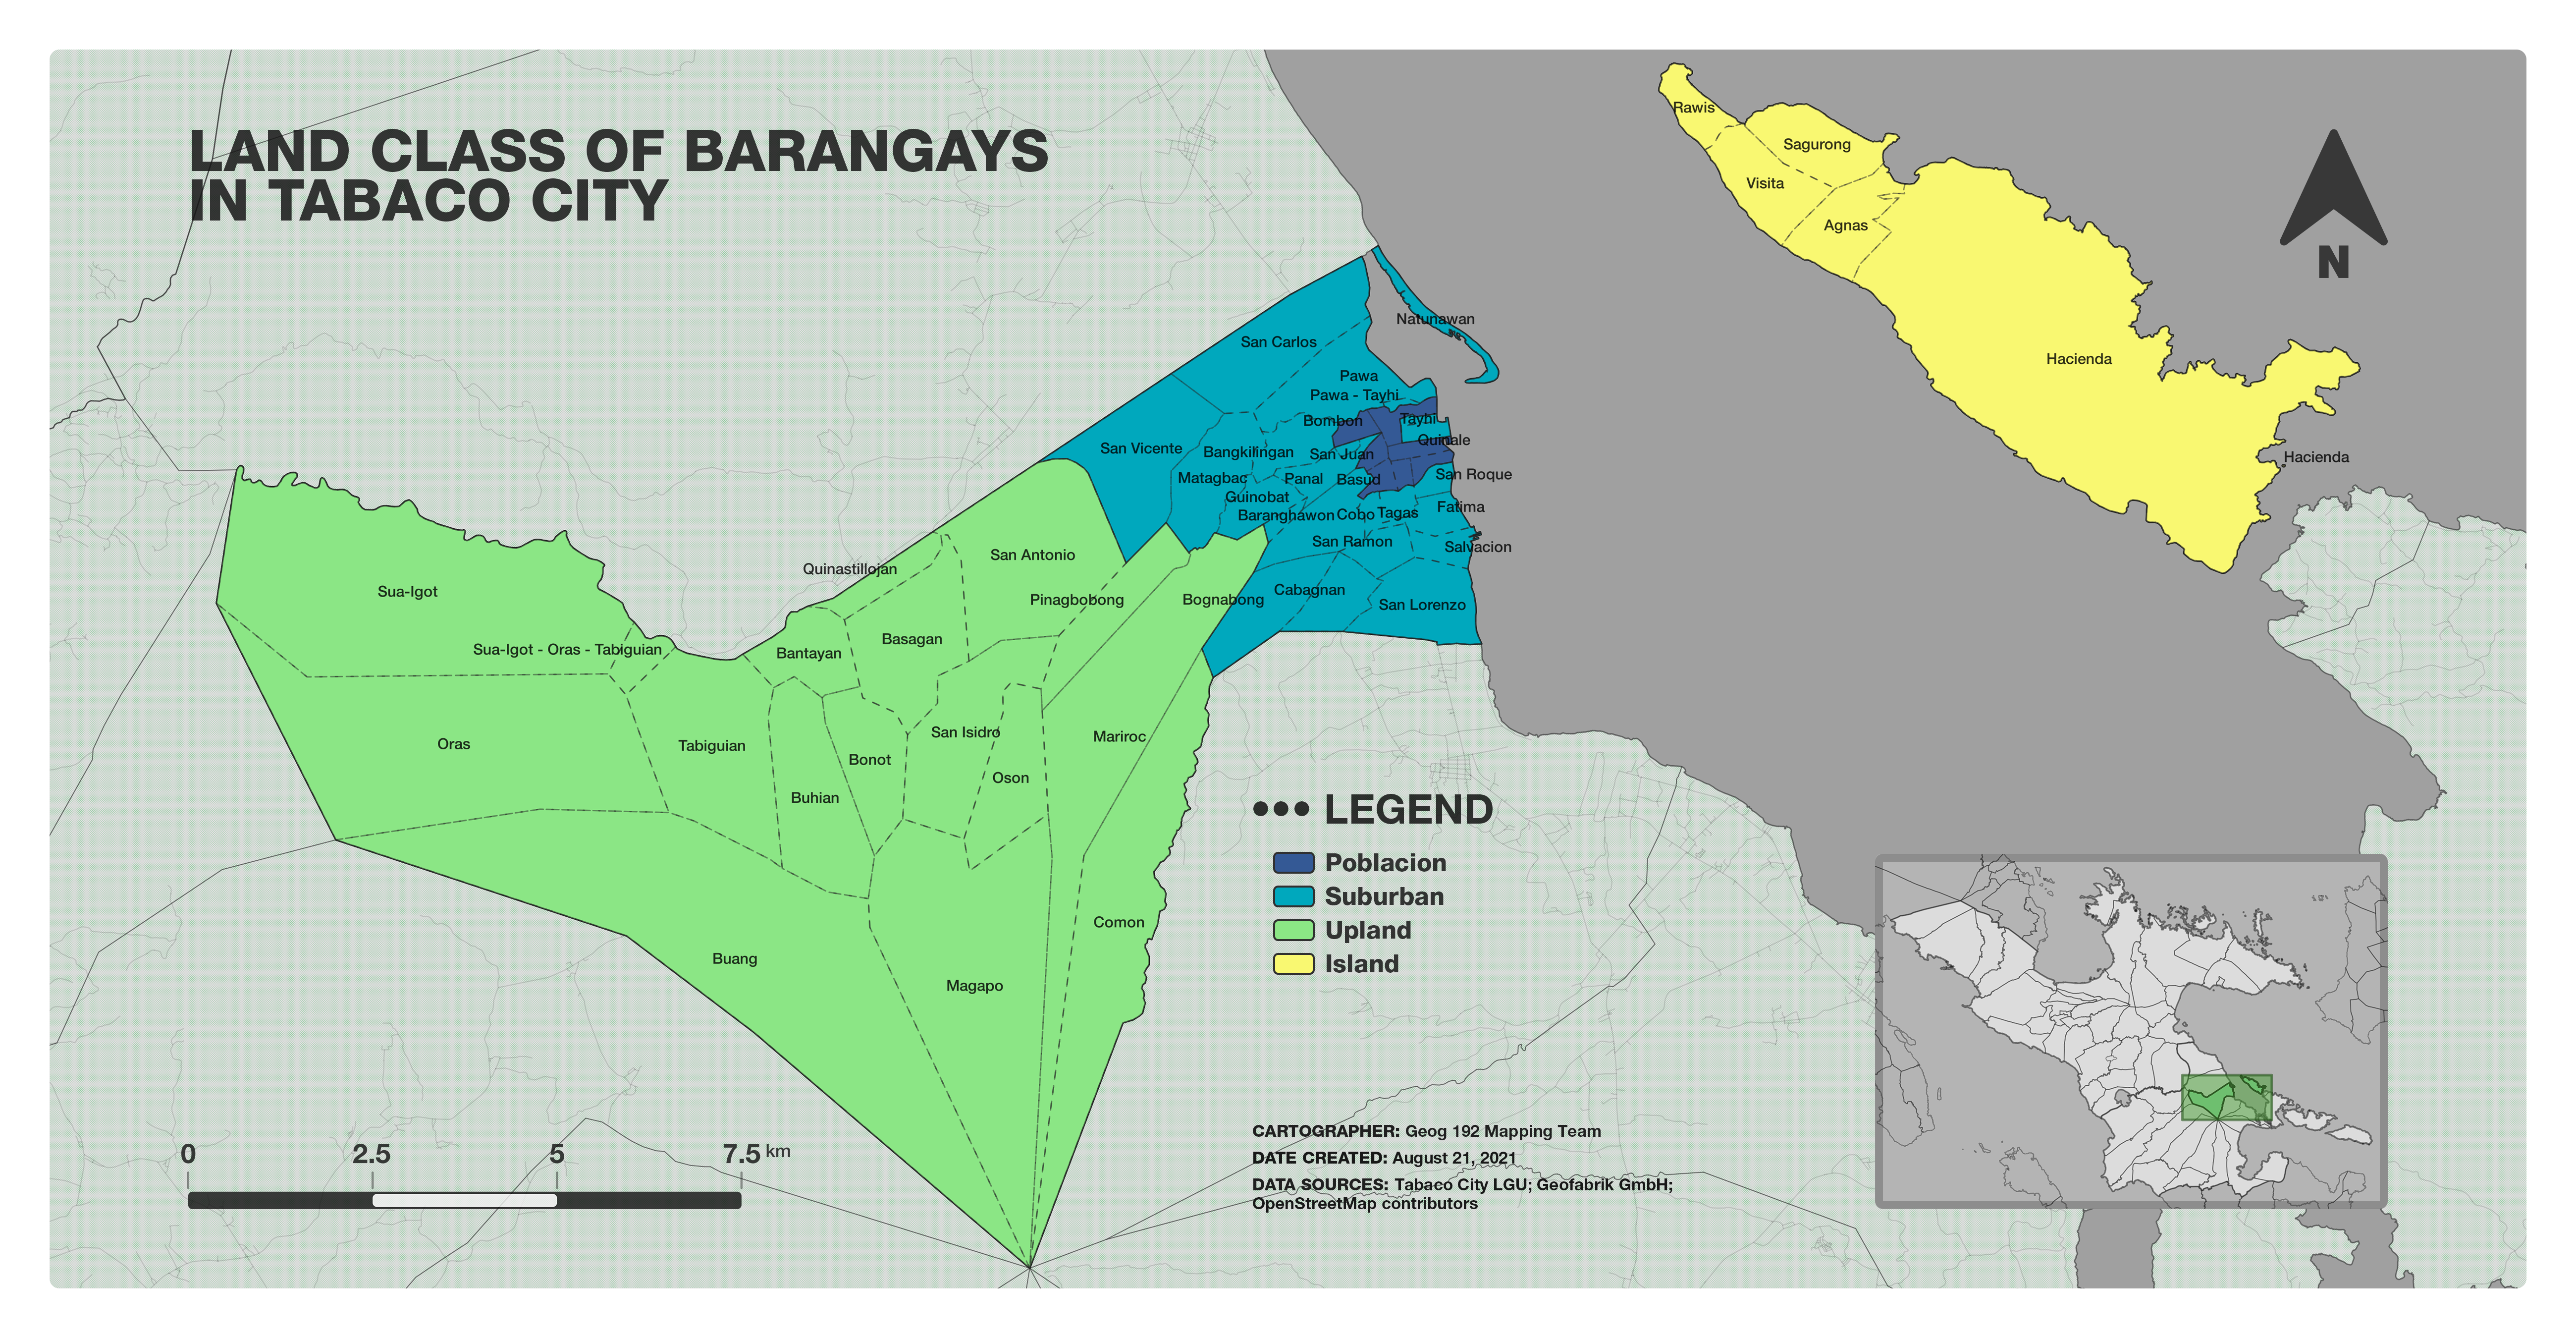 LAND CLASS OF BARANGAYS
IN TABACO CITY
Rawis
Sagurong
Visita
Agnas
Hacienda
Hacienda
N
Natunawan
San Carlos
Pawa
Pawa - Tayhi
Bombon
Tayhi
Quinale
San Vicente
Bangkilingan
San Juan
Matagbac
Panal
Basud
San Roque
Guinobat
Baranghawon
Cobo
Tagas
Fatima
San Ramon
Salvacion
San Antonio
Quinastillojan
Sua-Igot
Pinagbobong
Bognabong
Cabagnan
San Lorenzo
Basagan
Sua-Igot - Oras - Tabiguian
Bantayan
San Isidro
Mariroc
Oras
Tabiguian
Bonot
Oson
Buhian
Comon
Buang
Magapo
LEGEND
Poblacion
Suburban
Upland
Island
0 2.5 5 7.5 km
CARTOGRAPHER: Geog 192 Mapping Team
DATE CREATED: August 21, 2021
DATA SOURCES: Tabaco City LGU; Geofabrik GmbH;
OpenStreetMap contributors